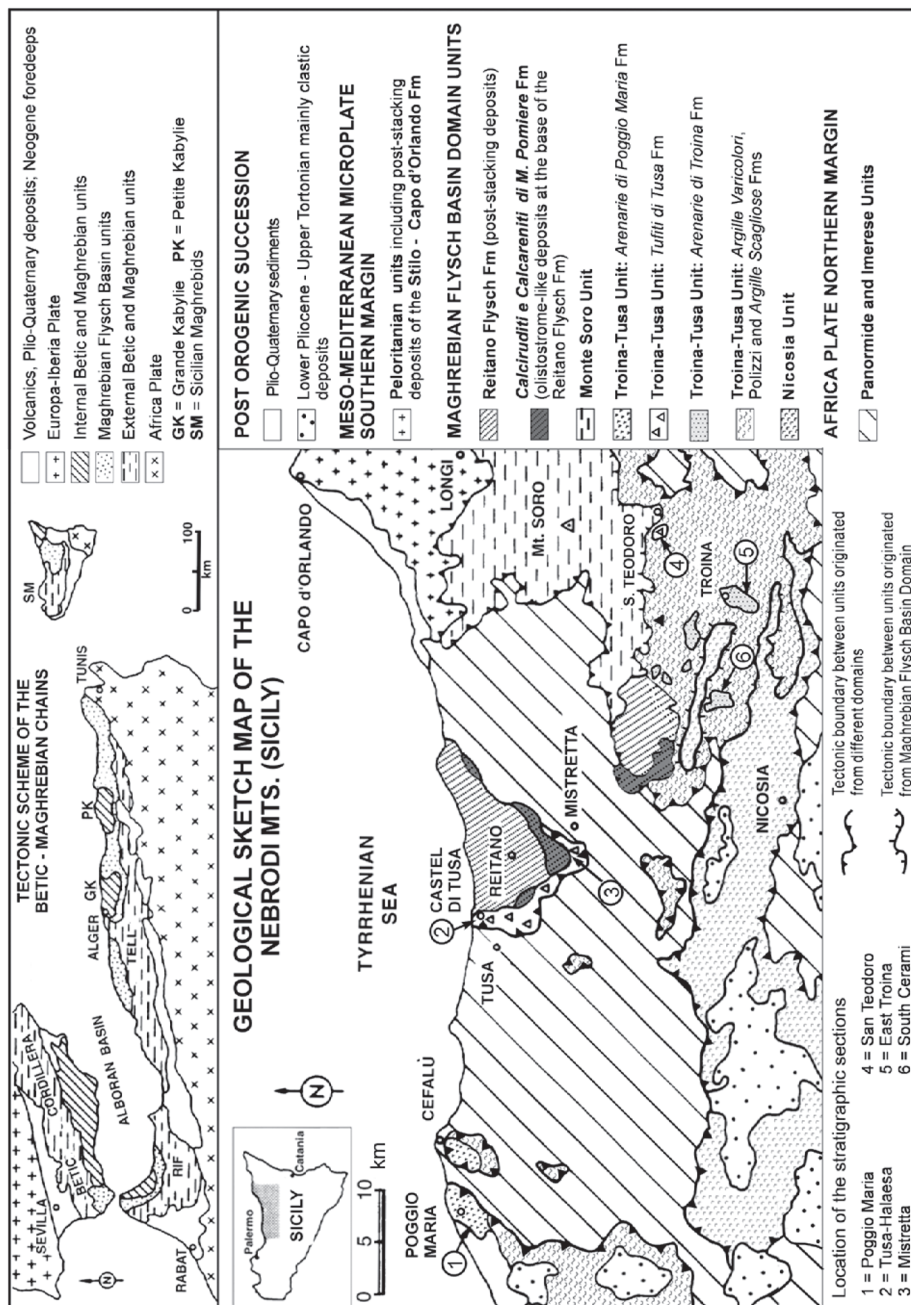 TECTONIC SCHEME OF THE
BETIC - MAGHREBIAN CHAINS
SEVILLA
CORDILLERA
BETIC
ALBORAN BASIN
RIF
RABAT
N
ALGER
GK
PK
TELL
TUNIS
SM
0 100
km
Volcanics, Plio-Quaternary deposits; Neogene foredeeps
Europa-Iberia Plate
Internal Betic and Maghrebian units
Maghrebian Flysch Basin units
External Betic and Maghrebian units
Africa Plate
GK = Grande Kabylie PK = Petite Kabylie
SM = Sicilian Maghrebids
GEOLOGICAL SKETCH MAP OF THE
NEBRODI MTS. (SICILY)
Palermo
Catania
SICILY
N
0 5 10
km
TYRRHENIAN
SEA
CAPO d'ORLANDO
LONGI
Mt. SORO
S. TEODORO
4
TROINA
5
6
NICOSIA
MISTRETTA
3
REITANO
CASTEL
DI TUSA
2
TUSA
CEFALÙ
POGGIO
MARIA
1
POST OROGENIC SUCCESSION
Plio-Quaternary sediments
Lower Pliocene - Upper Tortonian mainly clastic
deposits
MESO-MEDITERRANEAN MICROPLATE
SOUTHERN MARGIN
Peloritanian units including post-stacking
deposits of the Stilo - Capo d'Orlando Fm
MAGHREBIAN FLYSCH BASIN DOMAIN UNITS
Reitano Flysch Fm (post-stacking deposits)
Calciruditi e Calcareniti di M. Pomiere Fm
(olistostrome-like deposits at the base of the
Reitano Flysch Fm)
Monte Soro Unit
Troina-Tusa Unit: Arenarie di Poggio Maria Fm
Troina-Tusa Unit: Tufiti di Tusa Fm
Troina-Tusa Unit: Arenarie di Troina Fm
Troina-Tusa Unit: Argille Varicolori,
Polizzi and Argille Scagliose Fms
Nicosia Unit
AFRICA PLATE NORTHERN MARGIN
Panormide and Imerese Units
Location of the stratigraphic sections
1 = Poggio Maria
2 = Tusa-Halaesa
3 = Mistretta
4 = San Teodoro
5 = East Troina
6 = South Cerami
Tectonic boundary between units originated
from different domains
Tectonic boundary between units originated
from Maghrebian Flysch Basin Domain